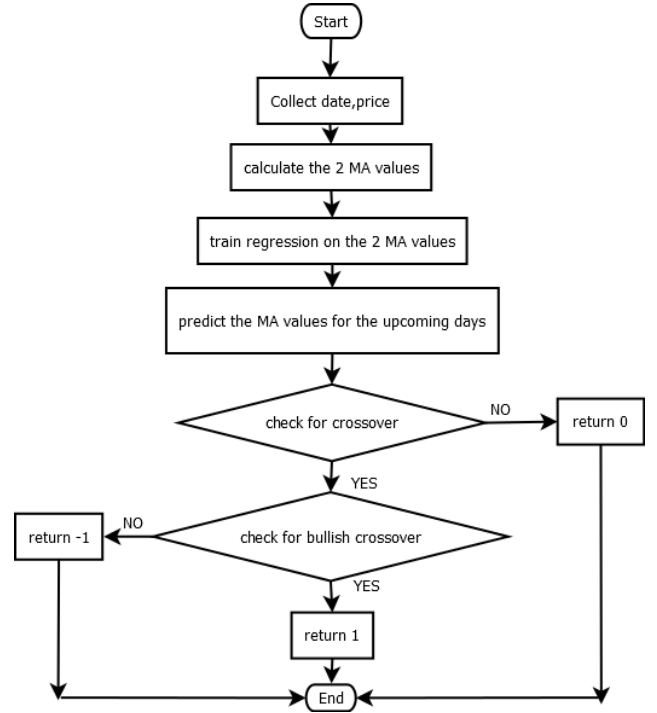 Start
Collect date,price
calculate the 2 MA values
train regression on the 2 MA values
predict the MA values for the upcoming days
check for crossover
NO
return 0
YES
check for bullish crossover
NO
return -1
YES
return 1
End